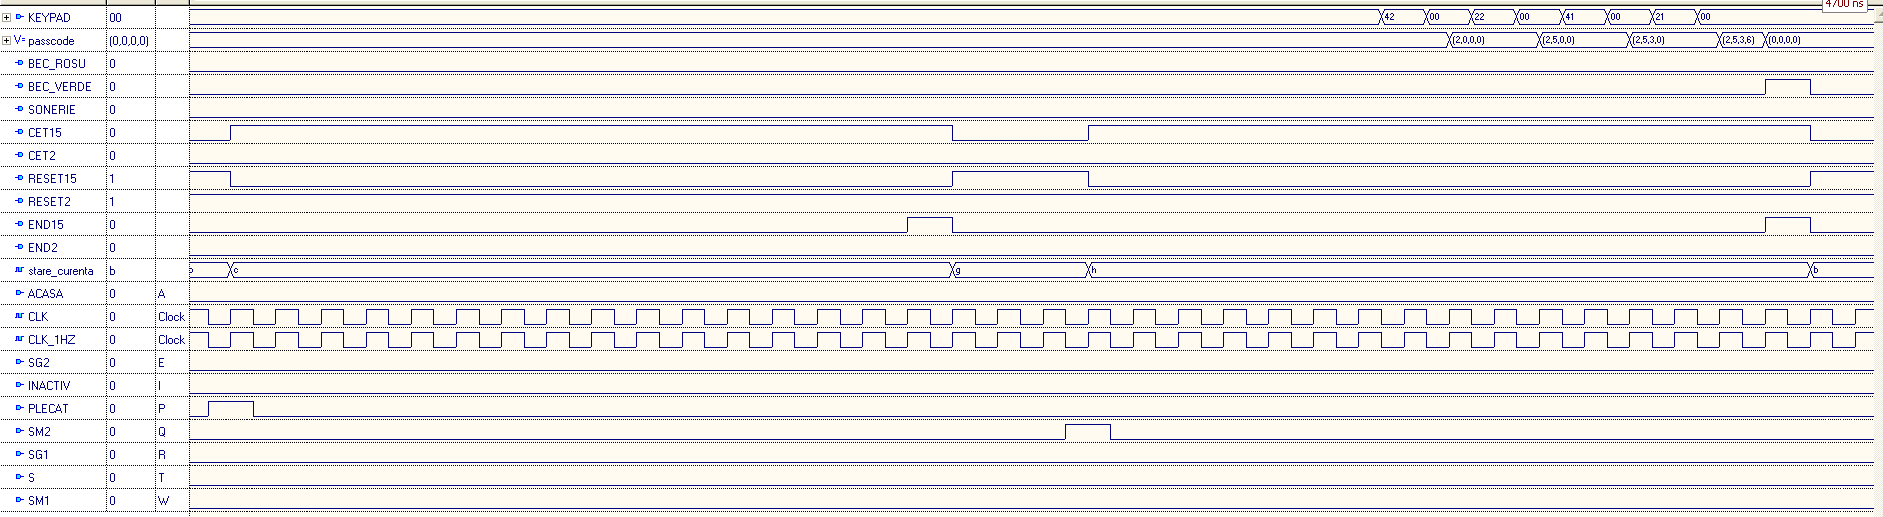 4700 ns
KEYPAD 00 42 00 22 00 41 00 21 00
V= passcode (0,0,0,0) (2,0,0,0) (2,5,0,0) (2,5,3,0) (2,5,3,6) (0,0,0,0)
BEC_ROSU 0
BEC_VERDE 0
SONERIE 0
CET15 0
CET2 0
RESET15 1
RESET2 1
END15 0
END2 0
stare_curenta b c g h b
ACASA 0 A
CLK 0 Clock
CLK_1HZ 0 Clock
SG2 0 E
INACTIV 0 I
PLECAT 0 P
SM2 0 Q
SG1 0 R
S 0 T
SM1 0 W